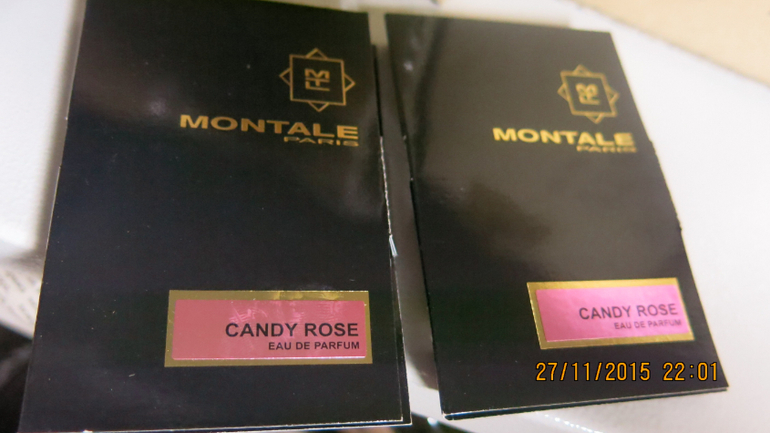 MONTALE
PARIS
CANDY ROSE
EAU DE PARFUM
MONTALE
PARIS
CANDY ROSE
EAU DE PARFUM
27/11/2015 22:01